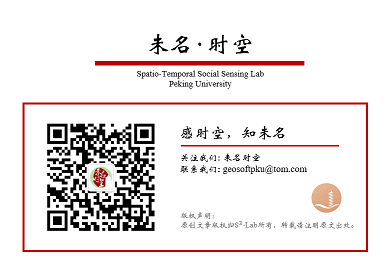 未名·时空
Spatio-Temporal Social Sensing Lab
Peking University
感时空，知未名
关注我们: 未名时空
联系我们: geosoftpku@tom.com
版权声明:
原创文章版权归S³-Lab所有，转载请注明原文出处。